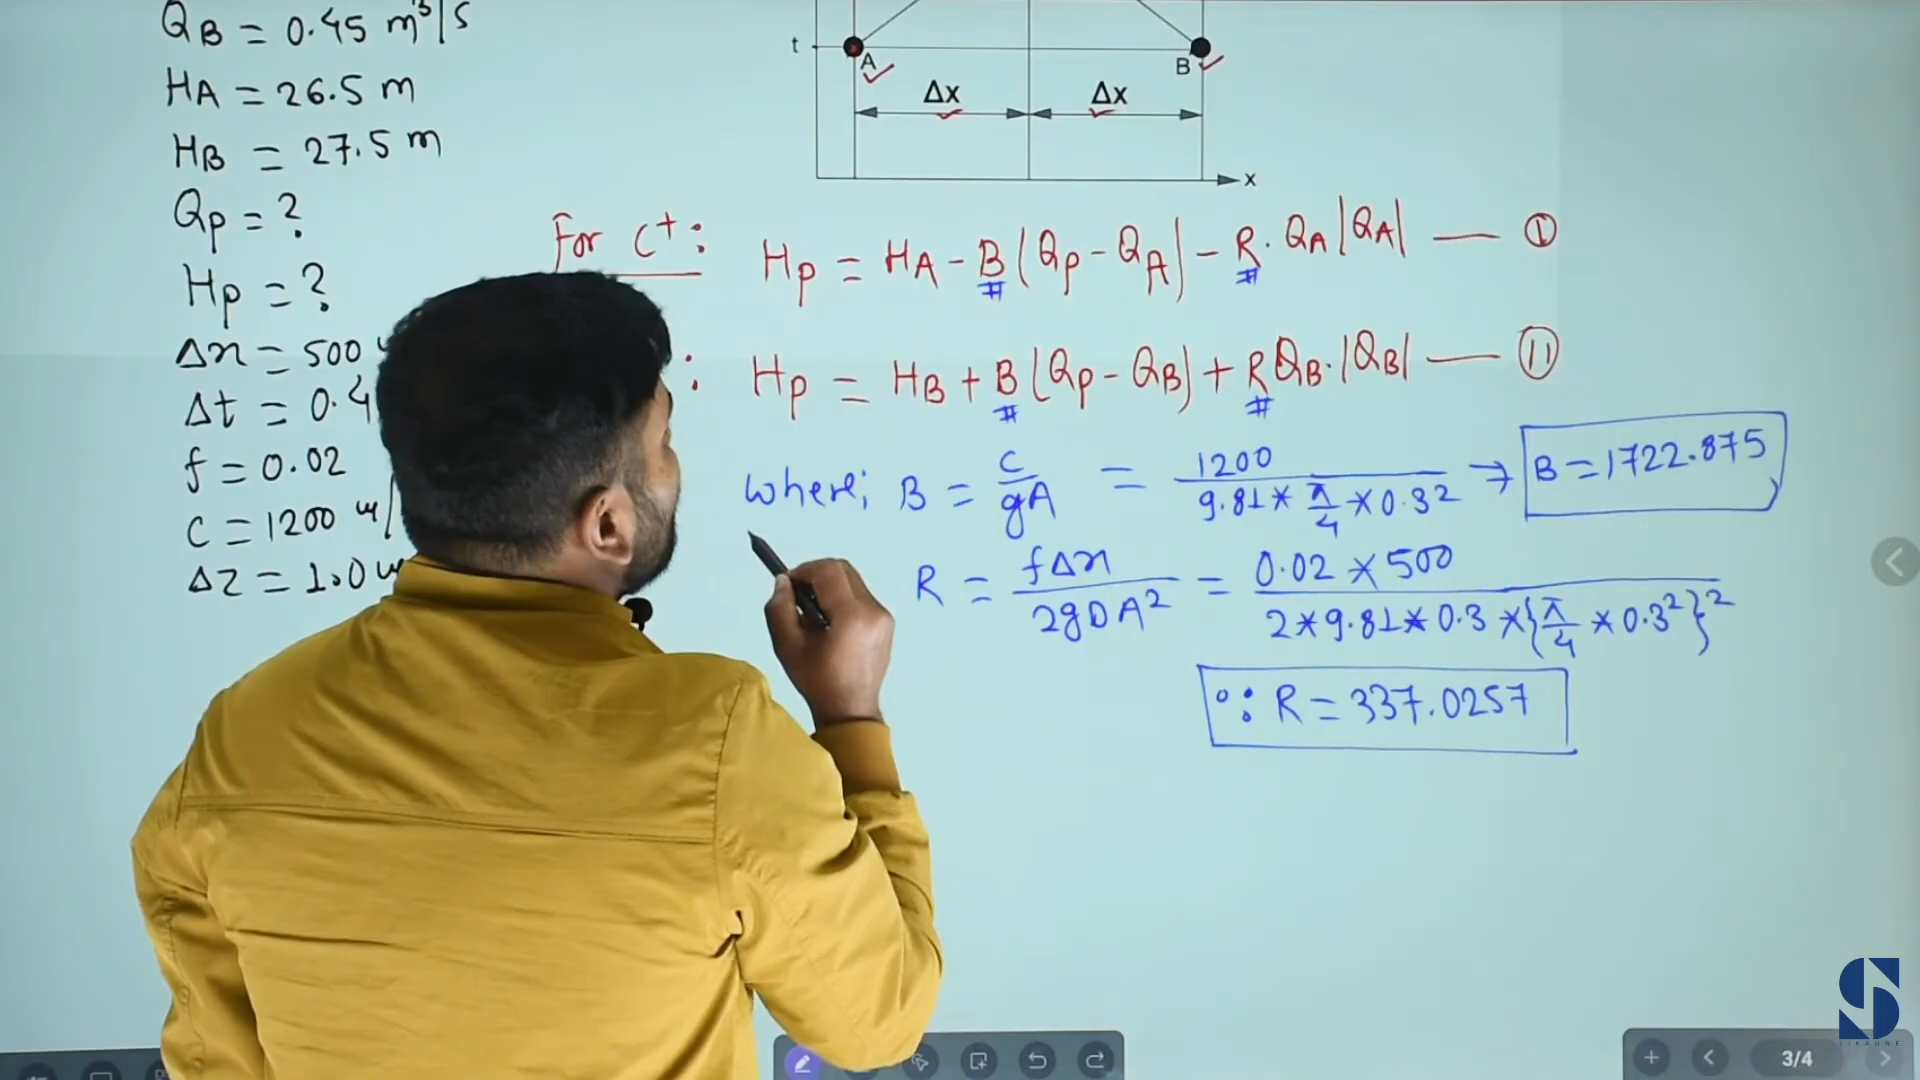 QB = 0.45 m³/s
HA = 26.5 m
HB = 27.5 m
Qp = ?
Hp = ?
Δx = 500
Δt = 0.4
f = 0.02
C = 1200 m/
Δz = 1.0 m
t
A
B
Δx
Δx
x
For C⁺: Hp = HA - B (Qp - QA) - R. QA |QA| — ①
: Hp = HB + B (Qp - QB) + R QB. |QB| — ⑪
where; B = C/gA = 1200/9.81 * π/4 * 0.3² → B = 1722.875
R = fΔx/2gDA² = 0.02 × 500/2 * 9.81 * 0.3 * {π/4 * 0.3²}²
∴ R = 337.0257
3/4
SIKAUNE